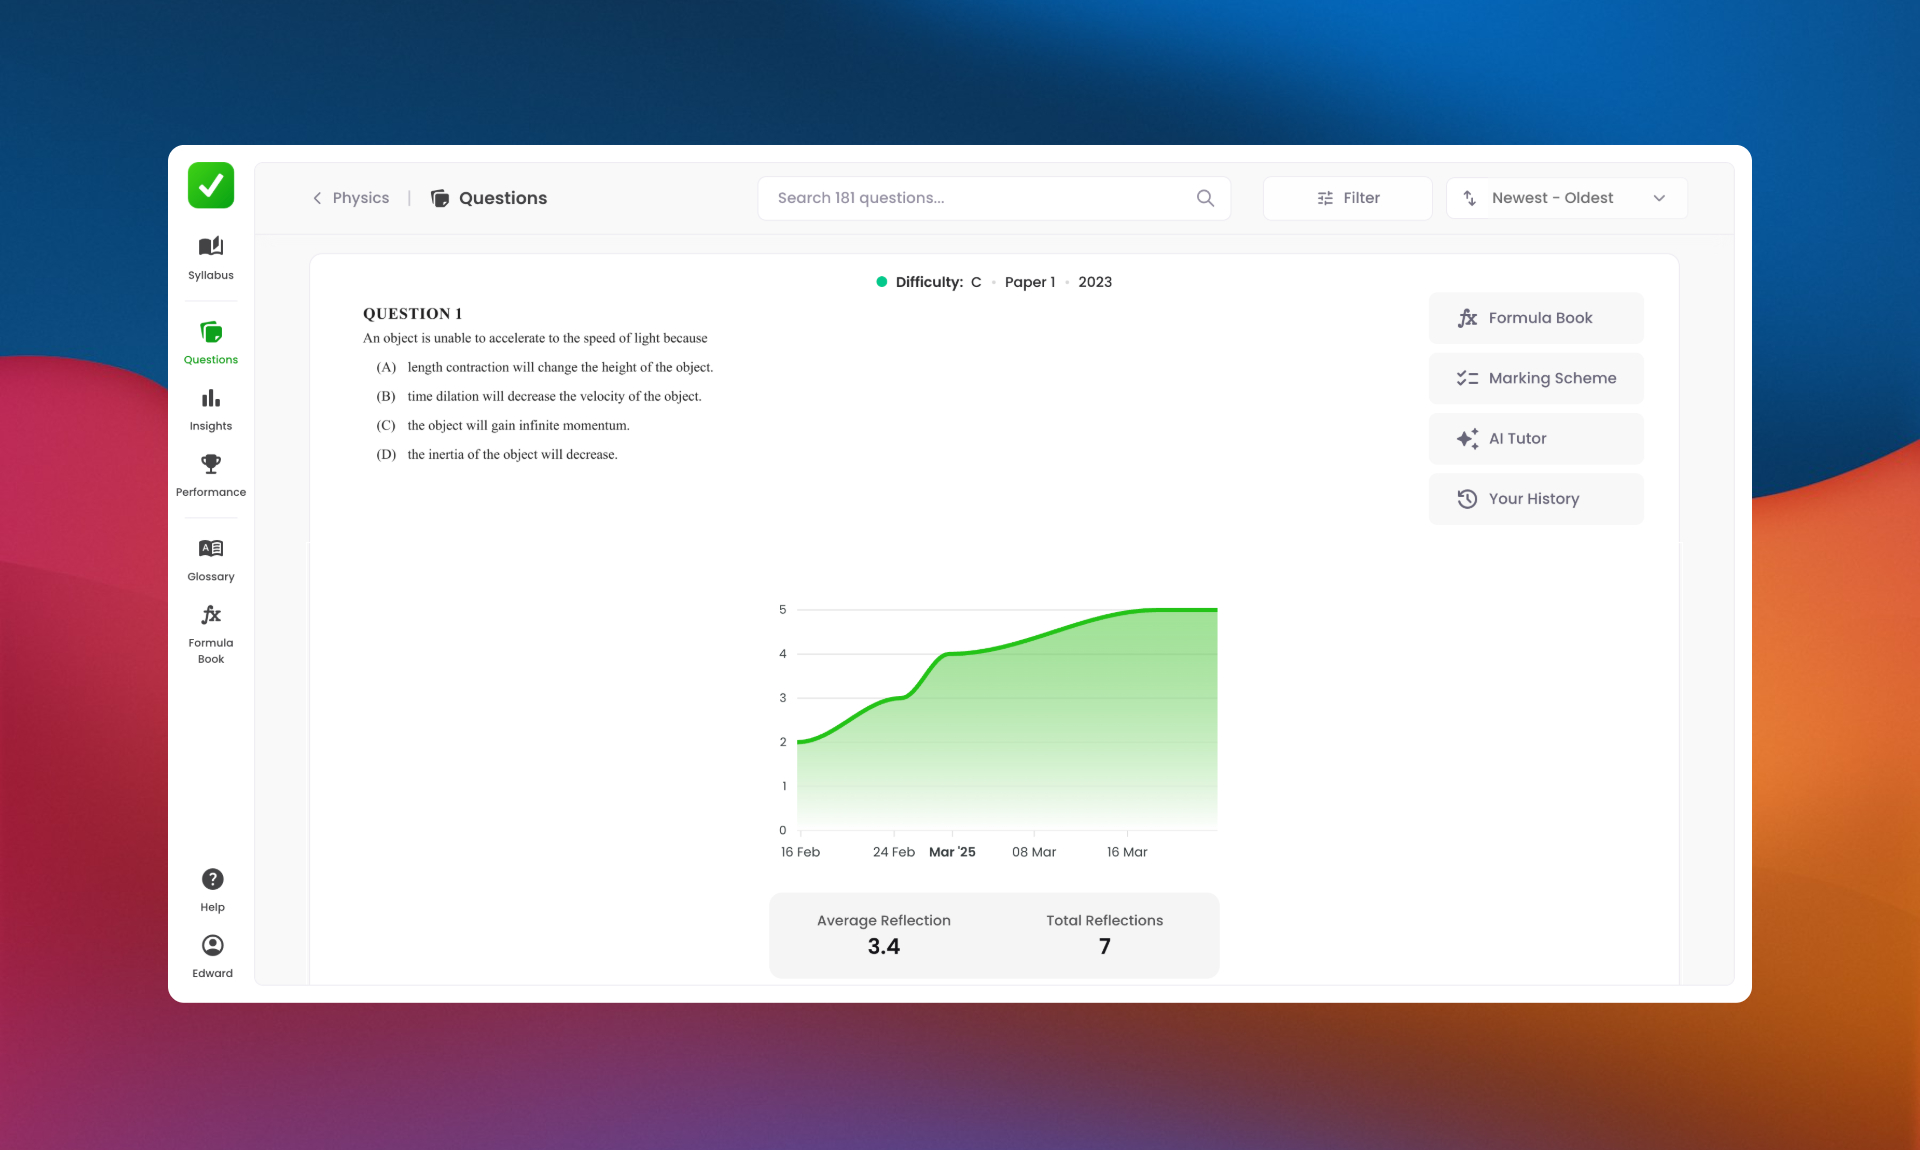 Physics | Questions
Search 181 questions...
Filter
Newest - Oldest
Syllabus
Questions
Insights
Performance
Glossary
Formula
Book
Help
Edward
Difficulty: C • Paper 1 • 2023
QUESTION 1
An object is unable to accelerate to the speed of light because
(A) length contraction will change the height of the object.
(B) time dilation will decrease the velocity of the object.
(C) the object will gain infinite momentum.
(D) the inertia of the object will decrease.
Formula Book
Marking Scheme
AI Tutor
Your History
5
4
3
2
1
0
16 Feb 24 Feb Mar '25 08 Mar 16 Mar
Average Reflection
3.4
Total Reflections
7